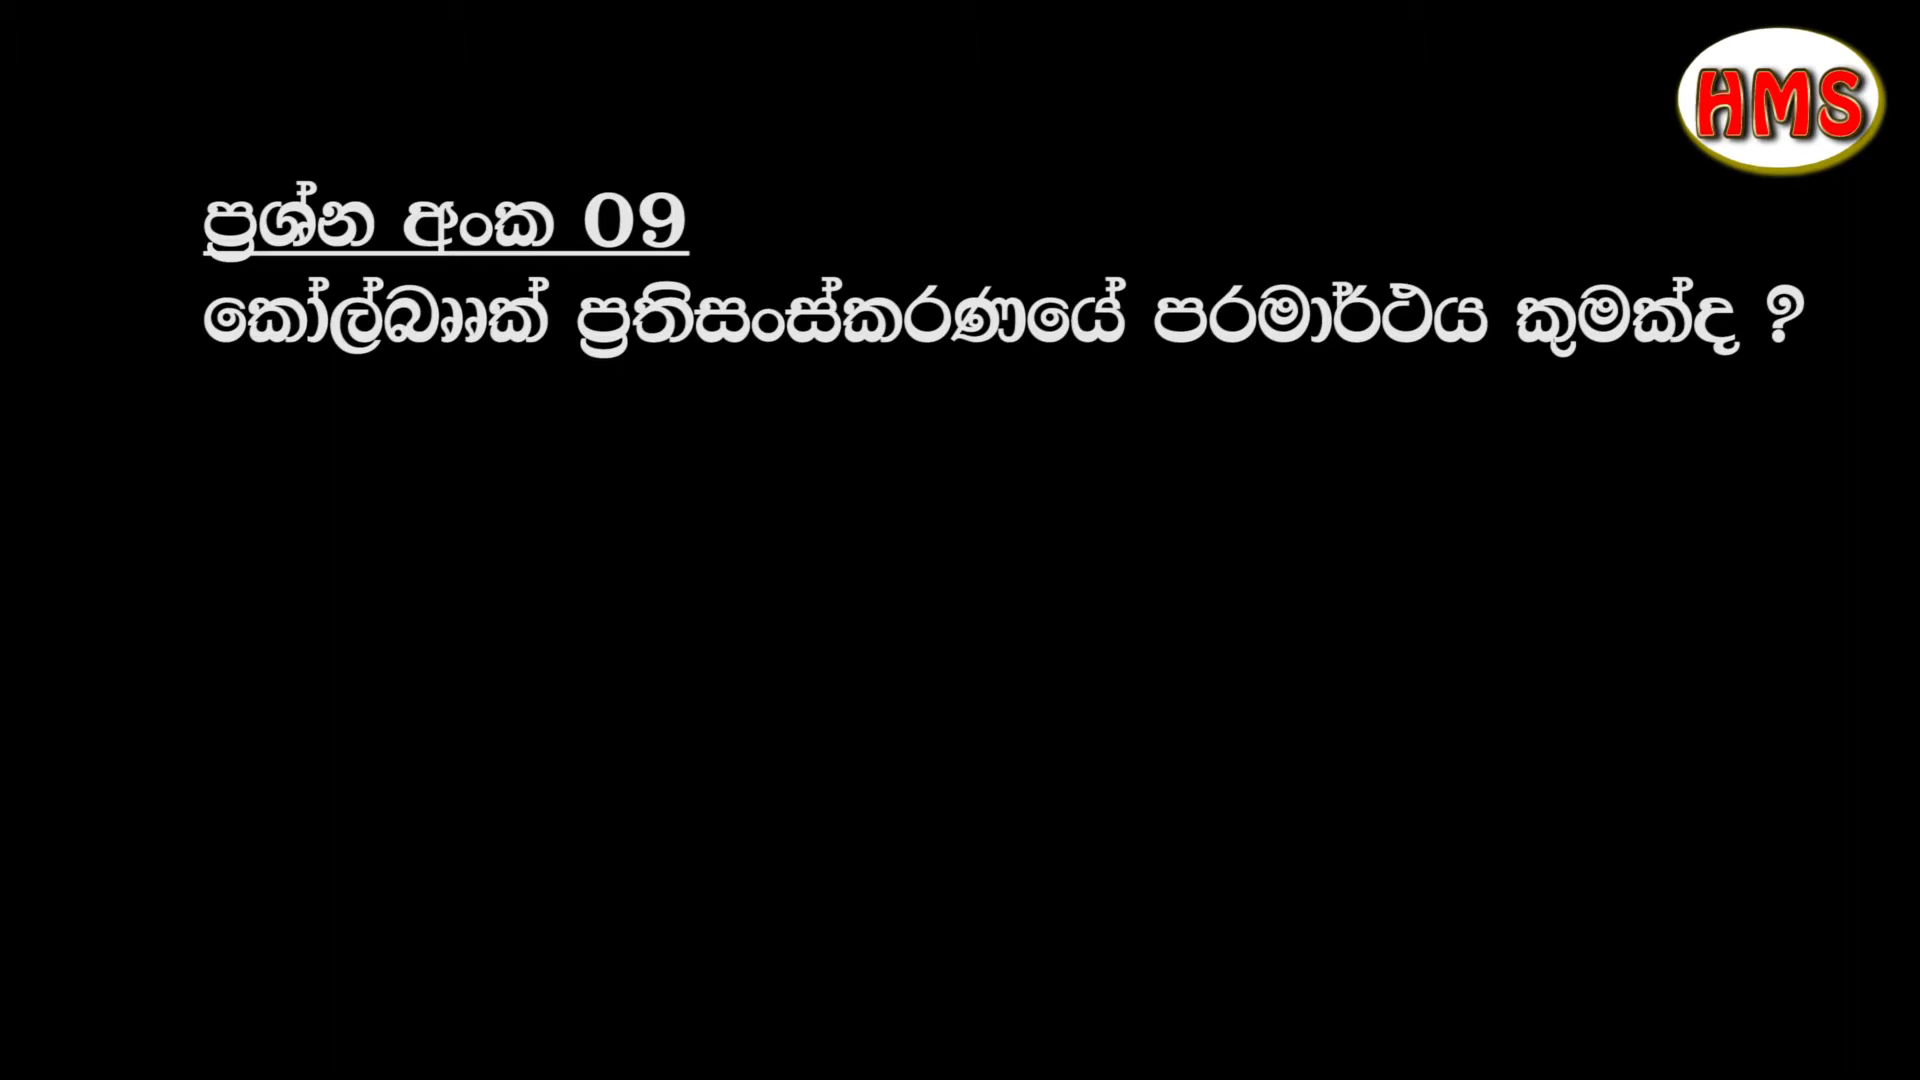 HMS
ප්‍රශ්න අංක 09
කෝල්බෲක් ප්‍රතිසංස්කරණයේ පරමාර්ථය කුමක්ද ?